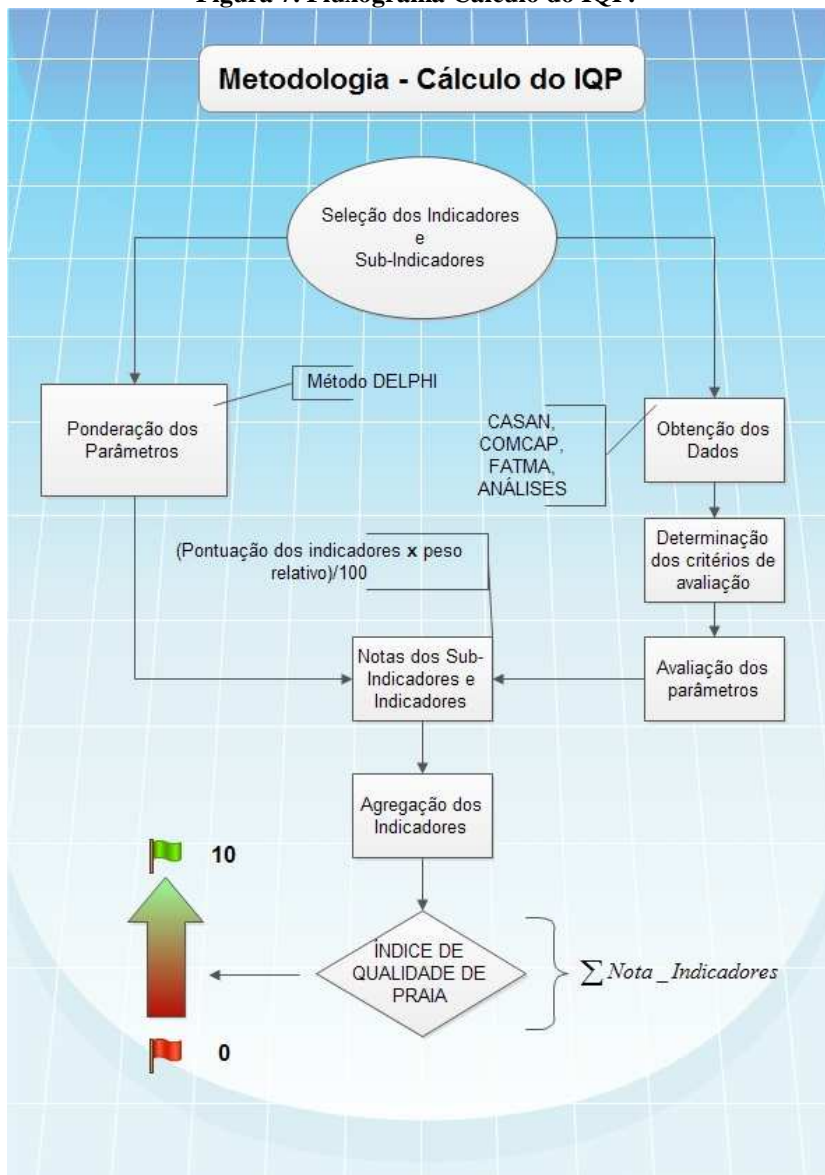 Figura 7. Fluxograma Cálculo do IQP.
Metodologia - Cálculo do IQP
Seleção dos Indicadores
e
Sub-Indicadores
Método DELPHI
Ponderação dos
Parâmetros
CASAN,
COMCAP,
FATMA,
ANÁLISES
Obtenção dos
Dados
(Pontuação dos indicadores x peso
relativo)/100
Determinação
dos critérios de
avaliação
Notas dos Sub-
Indicadores e
Indicadores
Avaliação dos
parâmetros
Agregação dos
Indicadores
10
ÍNDICE DE
QUALIDADE DE
PRAIA
∑Nota_Indicadores
0